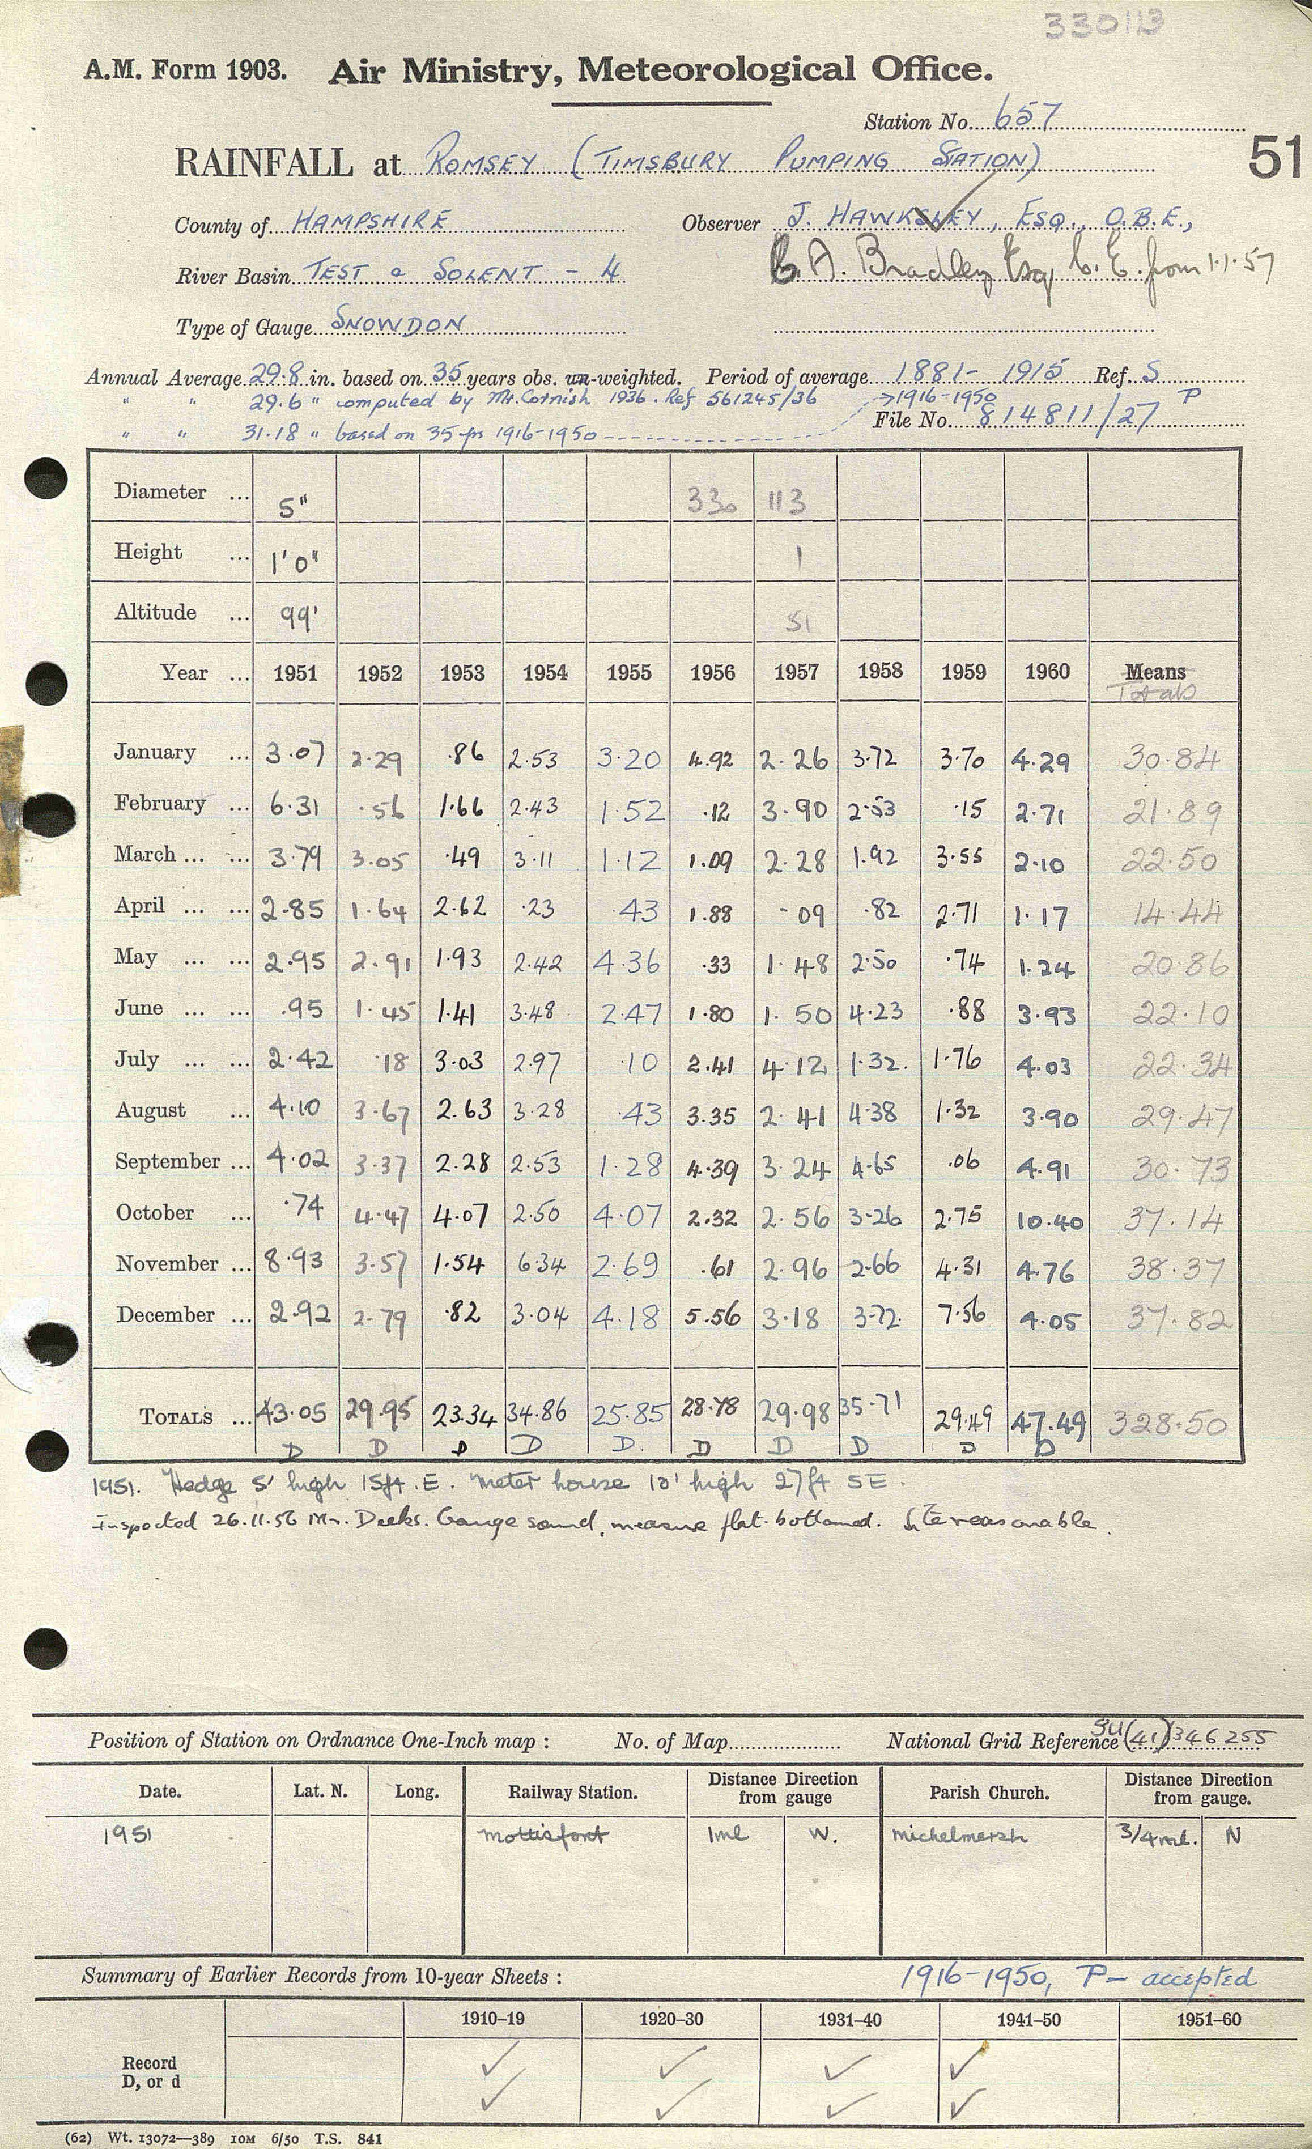 330113
A.M. Form 1903. Air Ministry, Meteorological Office.
Station No. 657
RAINFALL at ROMSEY (TIMSBURY PUMPING STATION) 51
County of HAMPSHIRE Observer J. HAWKSLEY, ESQ., O.B.E.,
River Basin TEST & SOLENT - 4 A. Bradley Esq C.E. from 1.1.57
Type of Gauge SNOWDON
Annual Average 29.8 in. based on 35 years obs. un-weighted. Period of average 1881-1915 Ref. S
" " 29.6 " computed by Mr. Cornish 1936. Ref 561245/36 → 1916-1950 P
" " 31.18 " based on 35 yrs 1916-1950 File No. 814811/27
Diameter ... 5" 330 113
Height ... 1'0" 1
Altitude ... 99' 51
Year ... 1951 1952 1953 1954 1955 1956 1957 1958 1959 1960 Means
Totals
January ... 3.07 2.29 .86 2.53 3.20 4.92 2.26 3.72 3.70 4.29 30.84
February ... 6.31 .56 1.66 2.43 1.52 .12 3.90 2.53 .15 2.71 21.89
March ... ... 3.79 3.05 .49 3.11 1.12 1.09 2.28 1.92 3.55 2.10 22.50
April ... ... 2.85 1.64 2.62 .23 .43 1.88 .09 .82 2.71 1.17 14.44
May ... ... 2.95 2.91 1.93 2.42 4.36 .33 1.48 2.50 .74 1.24 20.86
June ... ... .95 1.45 1.41 3.48 2.47 1.80 1.50 4.23 .88 3.93 22.10
July ... ... 2.42 .18 3.03 2.97 .10 2.41 4.12 1.32 1.76 4.03 22.34
August ... 4.10 3.67 2.63 3.28 .43 3.35 2.41 4.38 1.32 3.90 29.47
September ... 4.02 3.37 2.28 2.53 1.28 4.39 3.24 4.65 .06 4.91 30.73
October ... .74 4.47 4.07 2.50 4.07 2.32 2.56 3.26 2.75 10.40 37.14
November ... 8.93 3.57 1.54 6.34 2.69 .61 2.96 2.66 4.31 4.76 38.37
December ... 2.92 2.79 .82 3.04 4.18 5.56 3.18 3.72 7.56 4.05 37.82
TOTALS ... 43.05 29.95 23.34 34.86 25.85 28.78 29.98 35.71 29.49 47.49 328.50
D D D D D. D D D D D
1951. Hedge 5' high 15ft. E. Meter house 10' high 27ft SE.
Inspected 26.11.56 Mr. Deeks. Gauge sound, measure flat-bottomed. Site reasonable.
Position of Station on Ordnance One-Inch map : No. of Map National Grid Reference SU(41)346255
Date. Lat. N. Long. Railway Station. Distance Direction from gauge Parish Church. Distance Direction from gauge.
1951 Mottisfont 1ml W. Michelmersh 3/4ml. N
Summary of Earlier Records from 10-year Sheets : 1916-1950, P— accepted
1910–19 1920–30 1931–40 1941–50 1951–60
Record ✓ ✓ ✓ ✓
D, or d ✓ ✓ ✓ ✓
(62) Wt. 13072—389 10M 6/50 T.S. 841